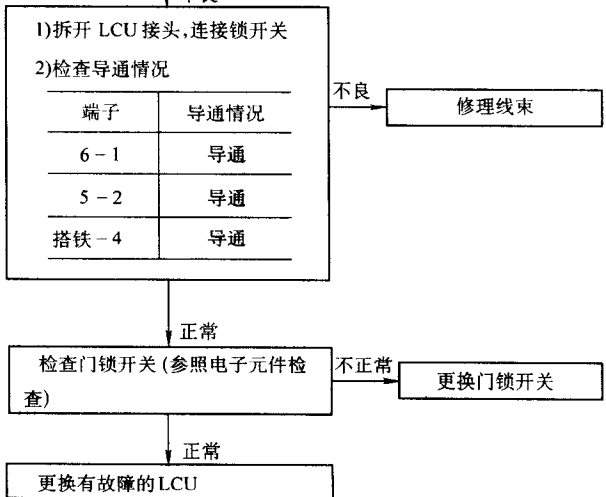 不良
1)拆开 LCU 接头,连接锁开关
2)检查导通情况
端子 导通情况
6-1 导通
5-2 导通
搭铁-4 导通
不良
修理线束
正常
检查门锁开关(参照电子元件检
查)
不正常
更换门锁开关
正常
更换有故障的LCU